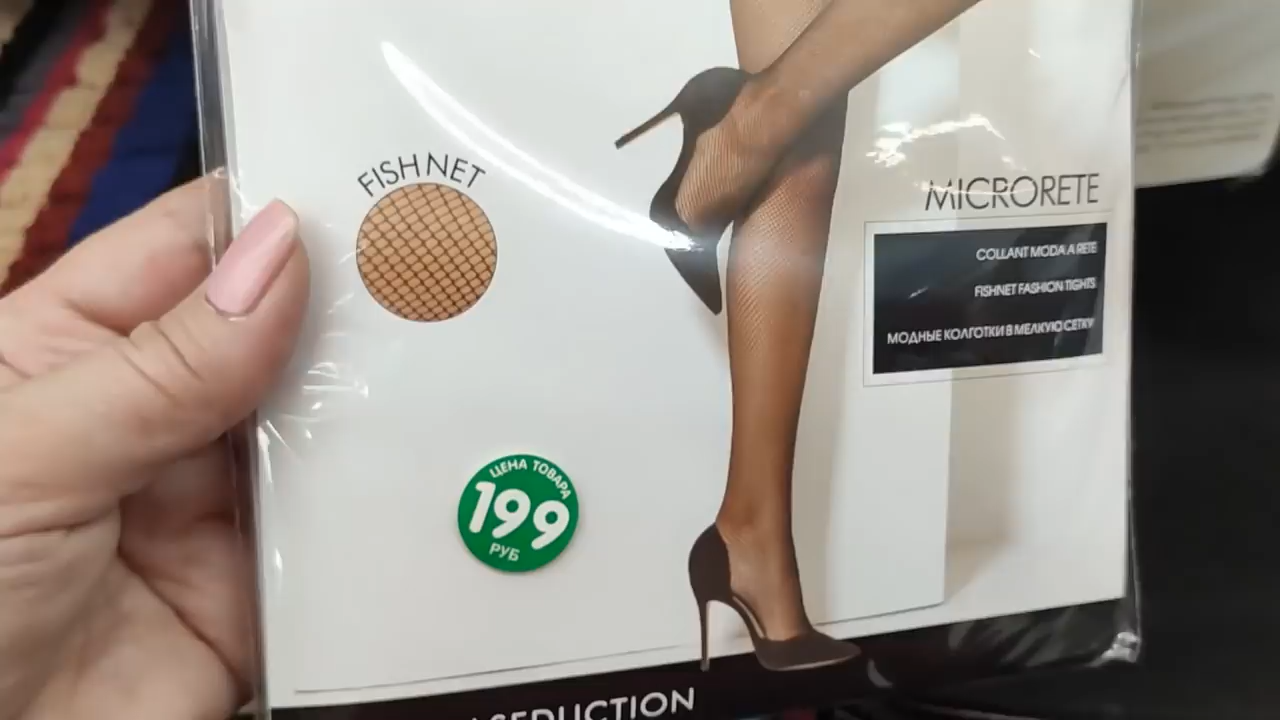 FISHNET
MICRORETE
COLLANT MODA A RETE
FISHNET FASHION TIGHTS
МОДНЫЕ КОЛГОТКИ В МЕЛКУЮ СЕТКУ
ЦЕНА ТОВАРА
199
РУБ
SEDUCTION